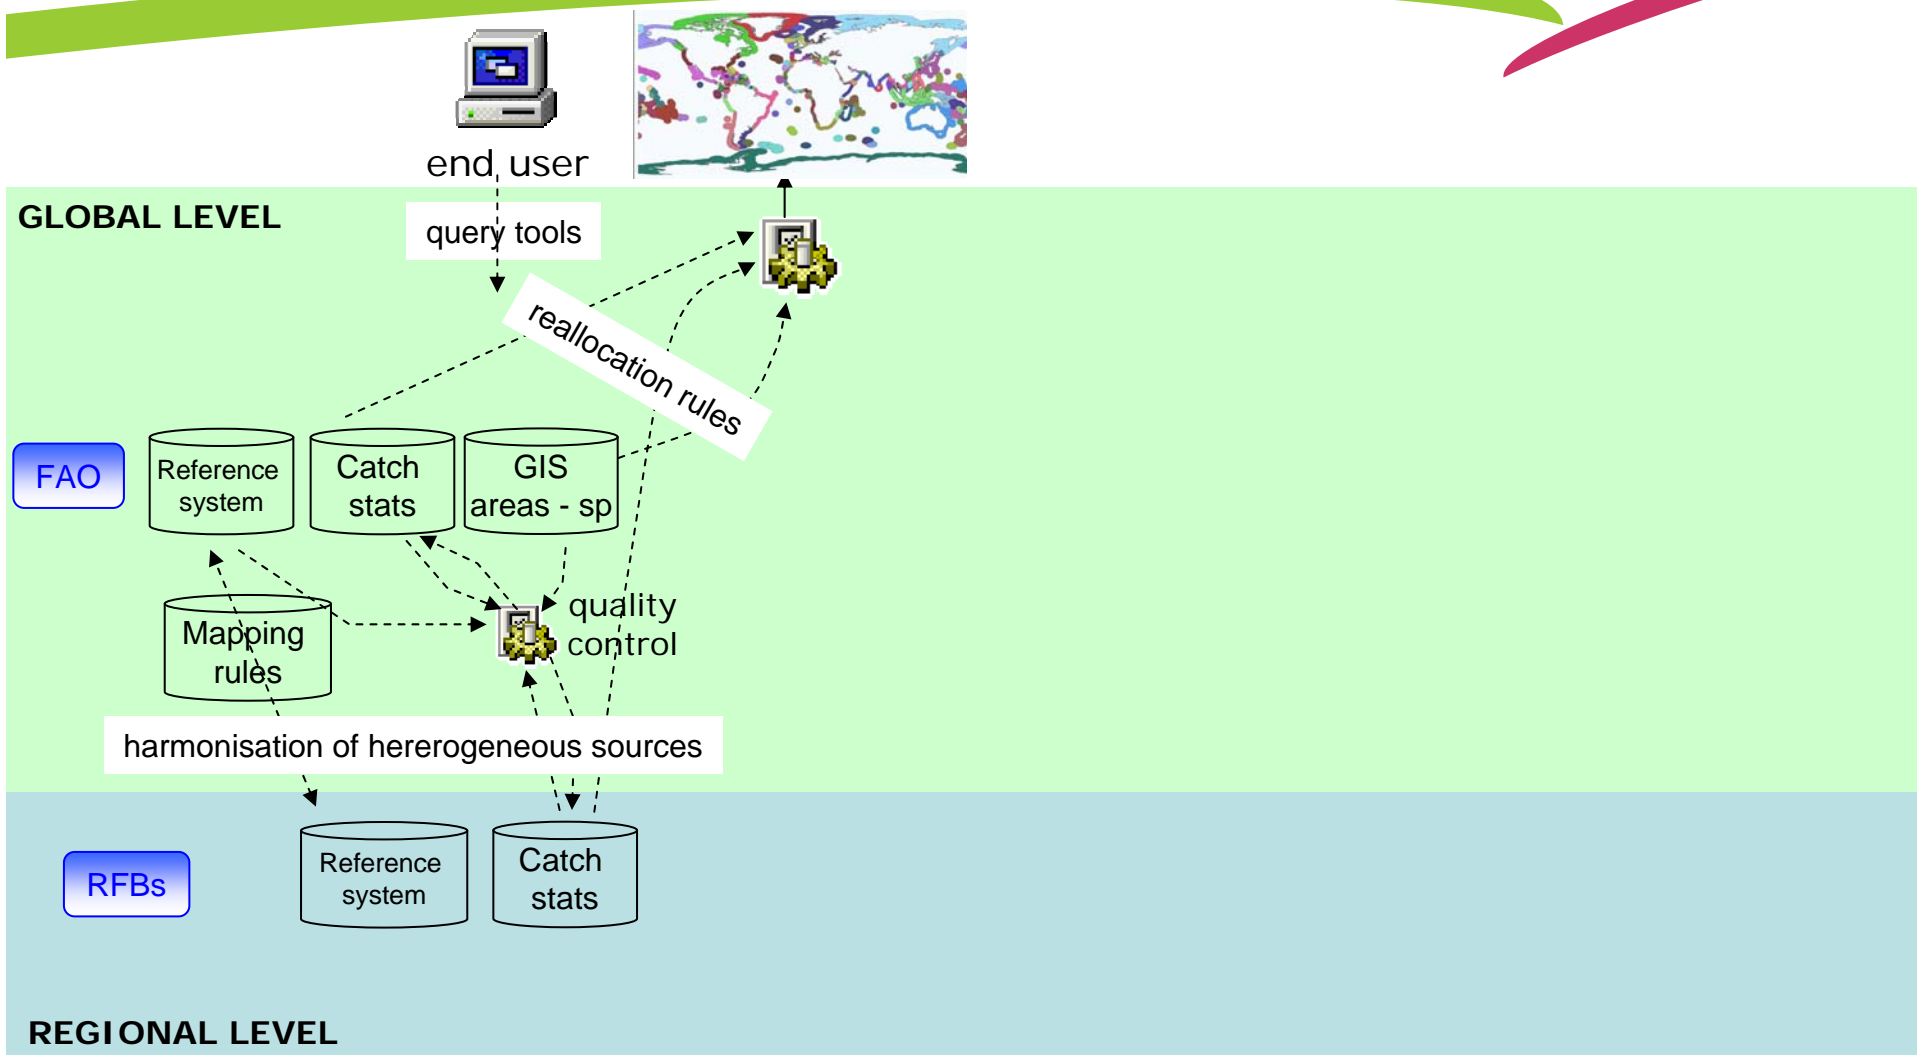 end user
GLOBAL LEVEL
query tools
reallocation rules
FAO
Reference
system
Catch
stats
GIS
areas - sp
Mapping
rules
quality
control
harmonisation of hererogeneous sources
RFBs
Reference
system
Catch
stats
REGIONAL LEVEL